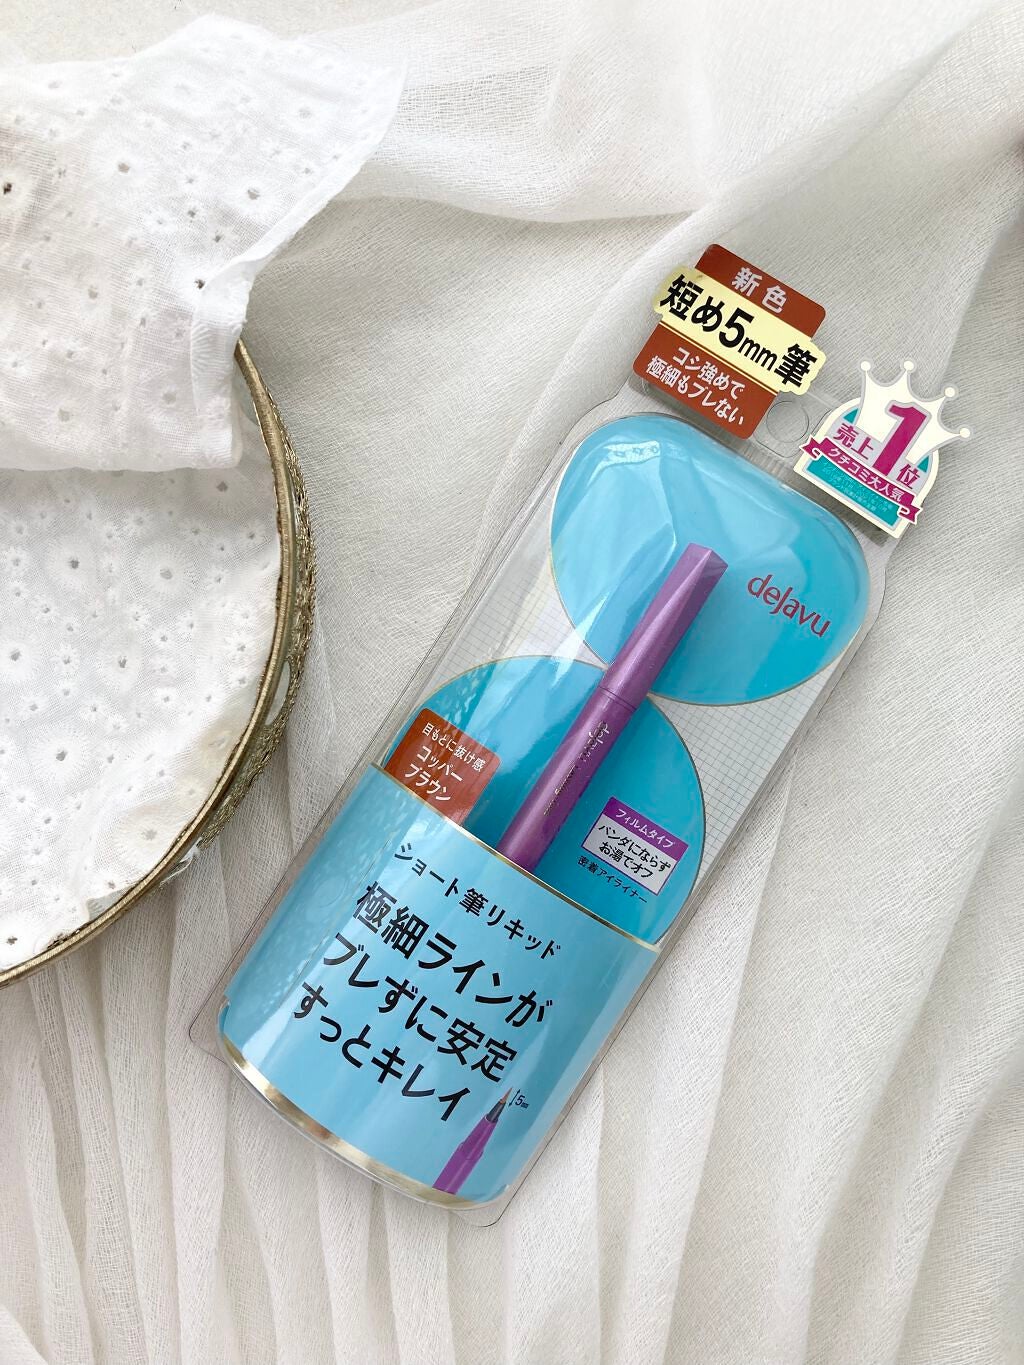 新色
短め5mm筆
コシ強めで
極細もブレない
売上1位
クチコミ大人気
dejavu
目もとに抜け感
コッパー
ブラウン
フィルムタイプ
パンダにならず
お湯でオフ
密着アイライナー
ショート筆リキッド
極細ラインが
ブレずに安定
すっとキレイ
5mm